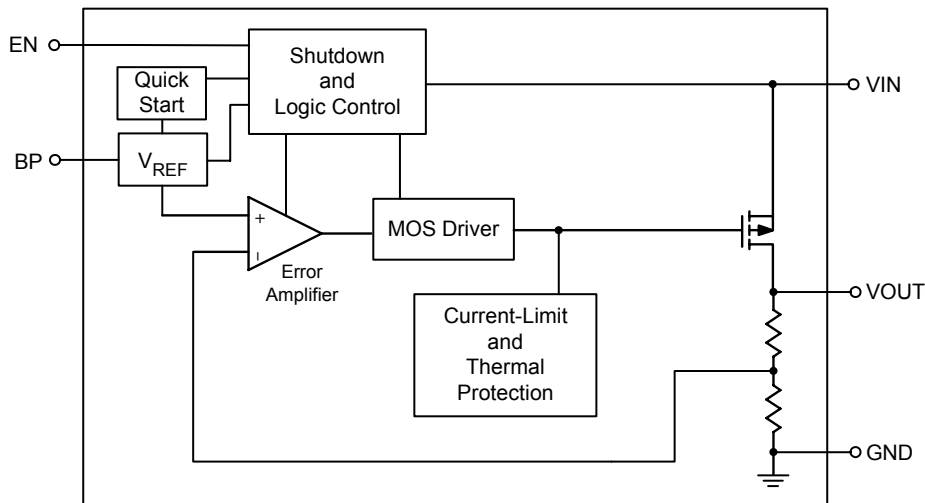 EN
Shutdown
and
Logic Control
Quick
Start
VIN
BP
VREF
+
−
MOS Driver
Error
Amplifier
Current-Limit
and
Thermal
Protection
VOUT
GND